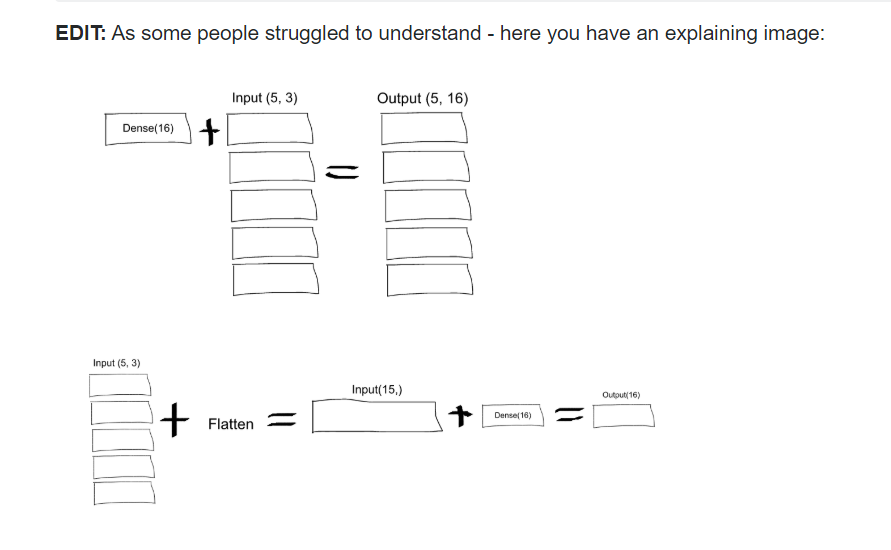 EDIT: As some people struggled to understand - here you have an explaining image:
Input (5, 3)
Output (5, 16)
Dense(16)
+
=
Input (5, 3)
+
Flatten
=
Input(15,)
+
Dense(16)
=
Output(16)